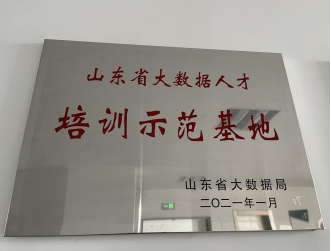 山东省大数据人才
培训示范基地
山东省大数据局
二〇二一年一月